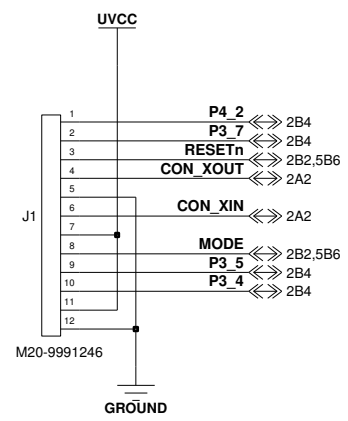 UVCC
1 P4_2 2B4
2 P3_7 2B4
3 RESETn 2B2,5B6
4 CON_XOUT 2A2
5
J1 6 CON_XIN 2A2
7
8 MODE 2B2,5B6
9 P3_5 2B4
10 P3_4 2B4
11
12
M20-9991246
GROUND